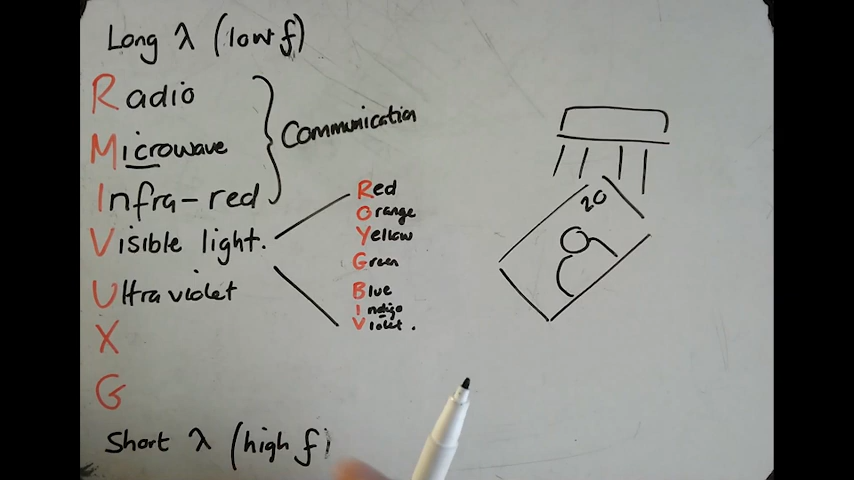 Long λ (low f)
Radio
Microwave
Infra-red
Communication
Visible light.
Ultraviolet
X
G
Short λ (high f)
Red
Orange
Yellow
Green
Blue
Indigo
Violet.
20